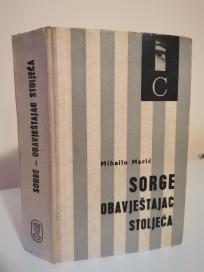 SORGE – OBAVJEŠTAJAC STOLJEĆA
C
Mihailo Marić
SORGE
OBAVJEŠTAJAC
STOLJEĆA